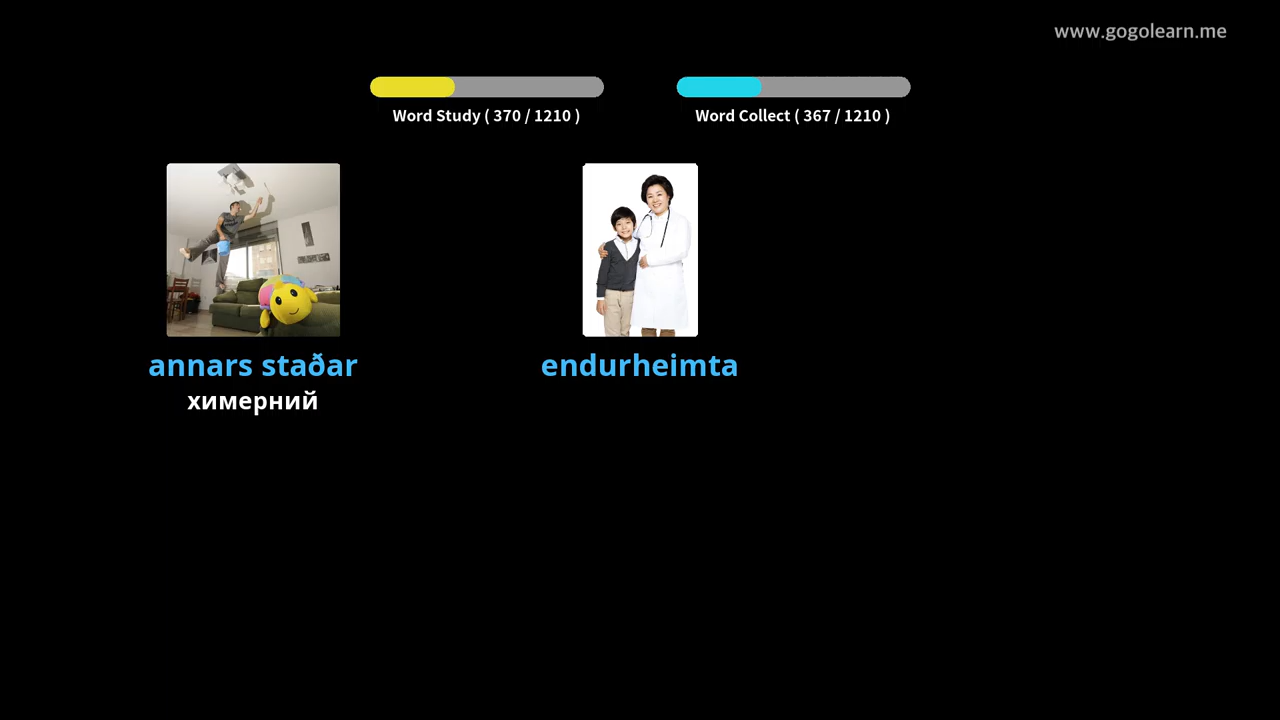 www.gogolearn.me
Word Study ( 370 / 1210 )
Word Collect ( 367 / 1210 )
annars staðar
химерний
endurheimta